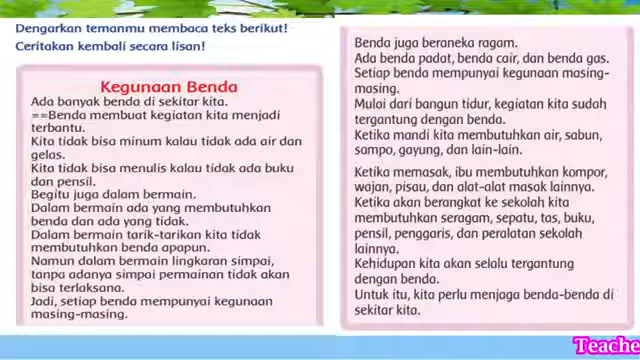 Dengarkan temanmu membaca teks berikut!
Ceritakan kembali secara lisan!
Kegunaan Benda
Ada banyak benda di sekitar kita.
==Benda membuat kegiatan kita menjadi
terbantu.
Kita tidak bisa minum kalau tidak ada air dan
gelas.
Kita tidak bisa menulis kalau tidak ada buku
dan pensil.
Begitu juga dalam bermain.
Dalam bermain ada yang membutuhkan
benda dan ada yang tidak.
Dalam bermain tarik-tarikan kita tidak
membutuhkan benda apapun.
Namun dalam bermain lingkaran simpai,
tanpa adanya simpai permainan tidak akan
bisa terlaksana.
Jadi, setiap benda mempunyai kegunaan
masing-masing.
Benda juga beraneka ragam.
Ada benda padat, benda cair, dan benda gas.
Setiap benda mempunyai kegunaan masing-
masing.
Mulai dari bangun tidur, kegiatan kita sudah
tergantung dengan benda.
Ketika mandi kita membutuhkan air, sabun,
sampo, gayung, dan lain-lain.
Ketika memasak, ibu membutuhkan kompor,
wajan, pisau, dan alat-alat masak lainnya.
Ketika akan berangkat ke sekolah kita
membutuhkan seragam, sepatu, tas, buku,
pensil, penggaris, dan peralatan sekolah
lainnya.
Kehidupan kita akan selalu tergantung
dengan benda.
Untuk itu, kita perlu menjaga benda-benda di
sekitar kita.
Teache